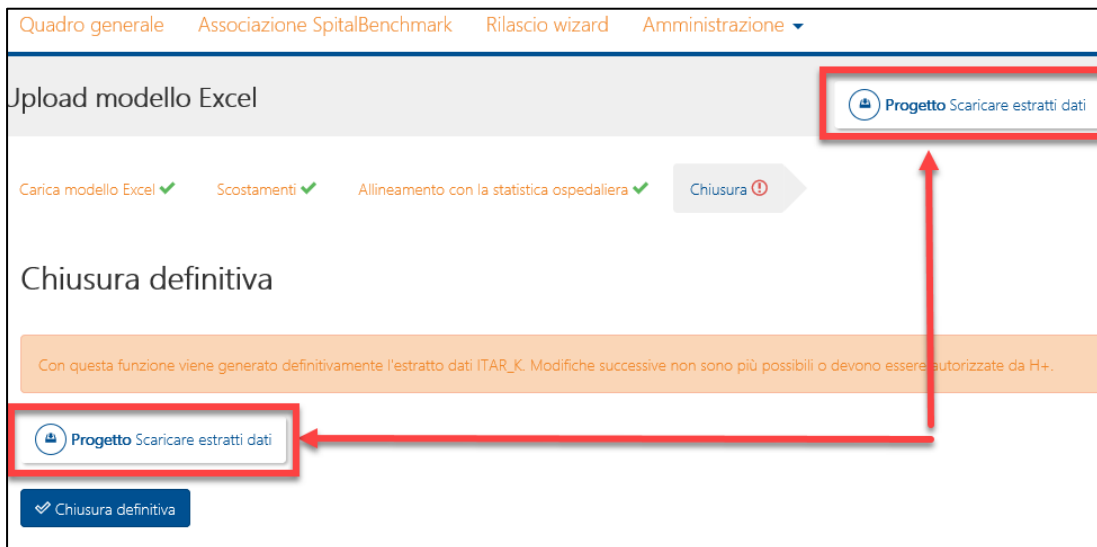 Quadro generale Associazione SpitalBenchmark Rilascio wizard Amministrazione
Upload modello Excel
Progetto Scaricare estratti dati
Carica modello Excel Scostamenti Allineamento con la statistica ospedaliera Chiusura
Chiusura definitiva
Con questa funzione viene generato definitivamente l'estratto dati ITAR_K. Modifiche successive non sono più possibili o devono essere autorizzate da H+.
Progetto Scaricare estratti dati
Chiusura definitiva